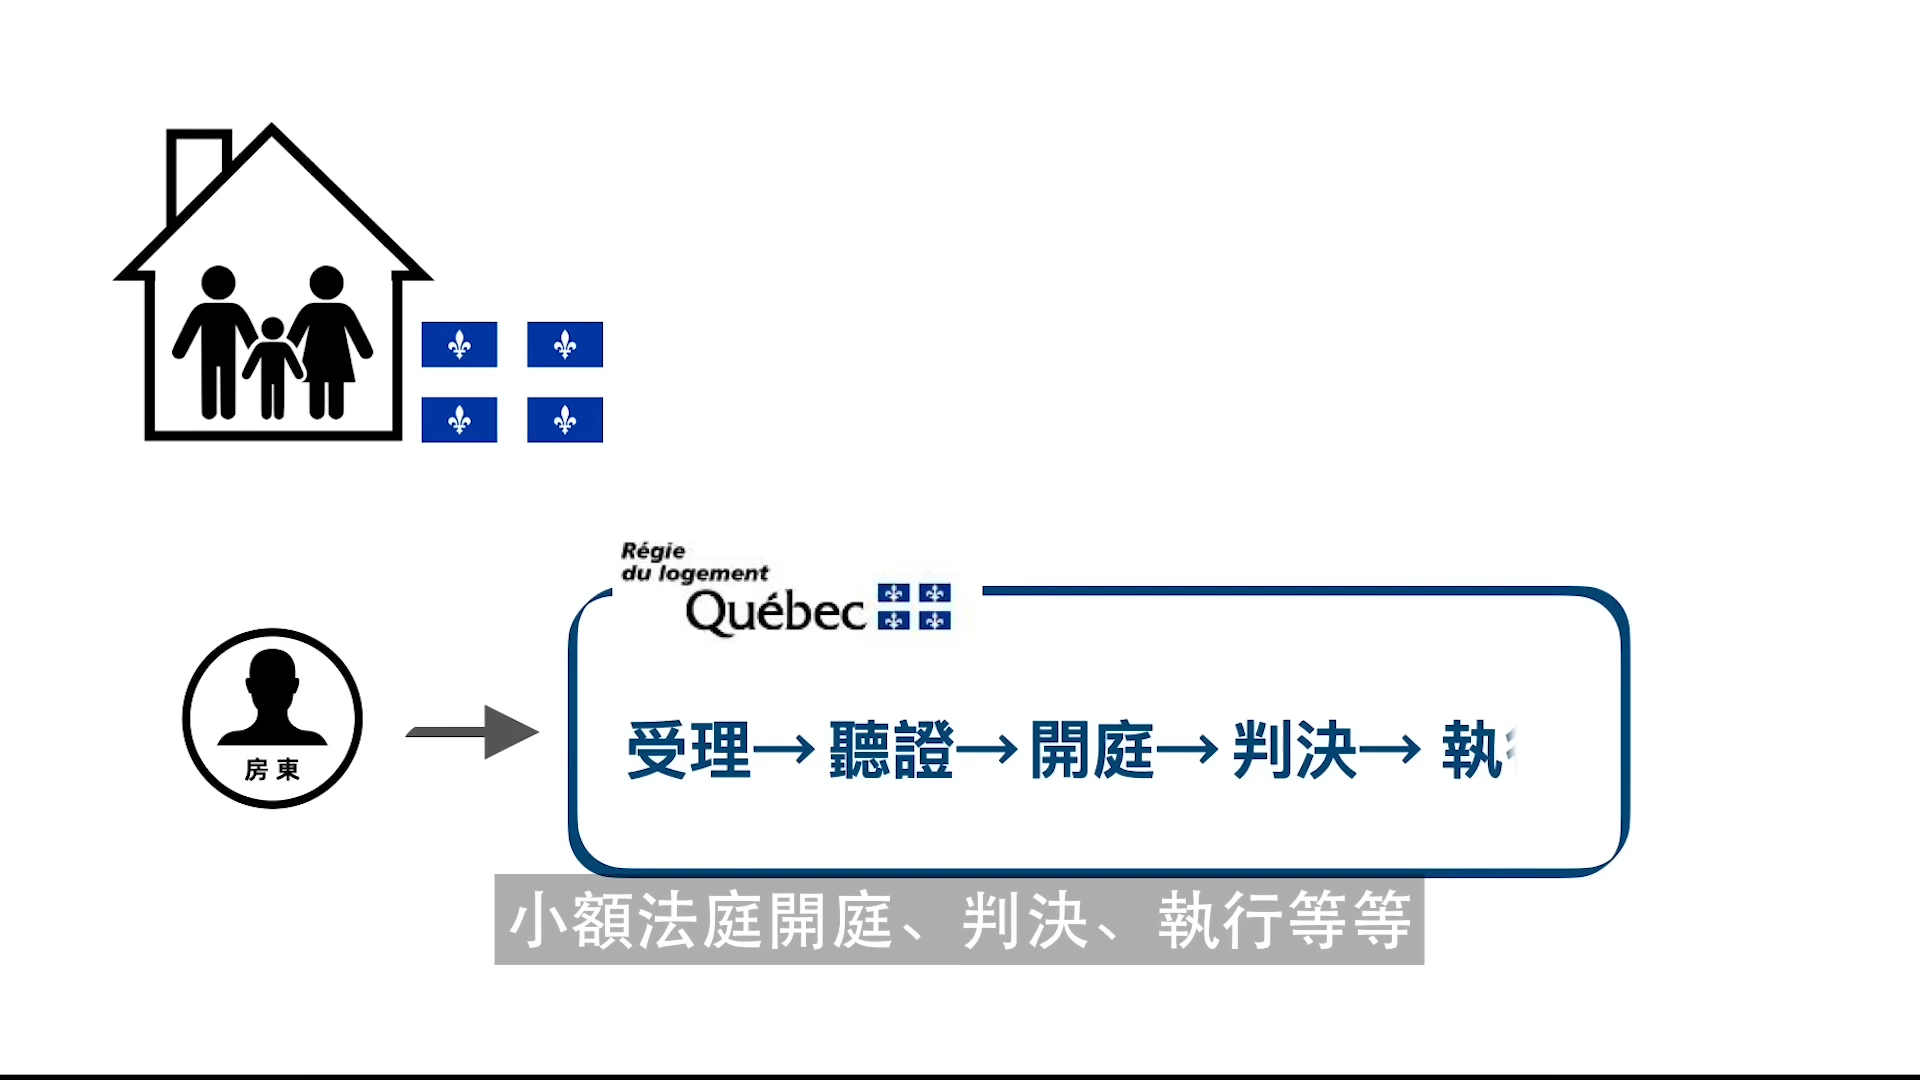 Régie
du logement
Québec
房東
受理→聽證→開庭→判決→執
小額法庭開庭、判決、執行等等